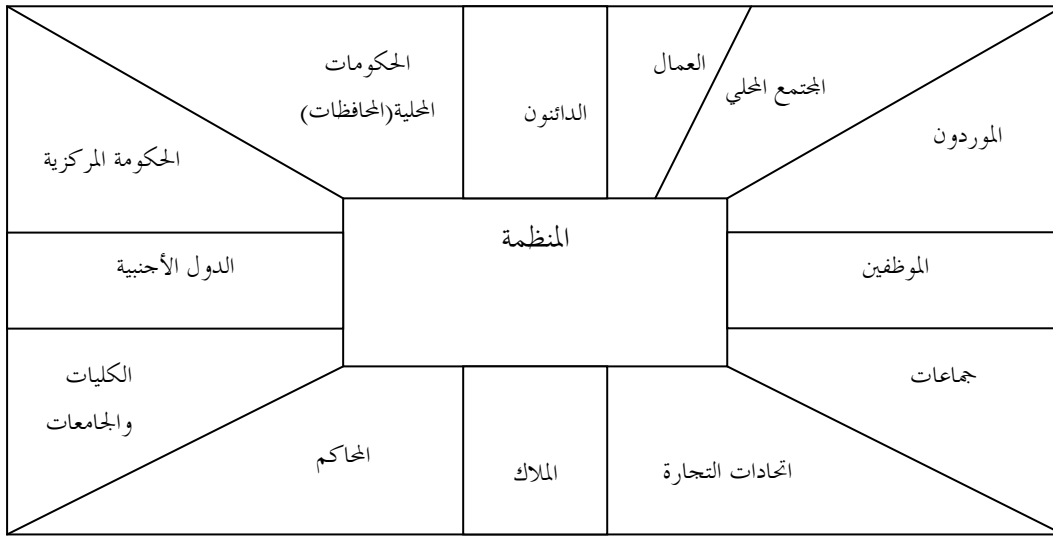 العمال
المجتمع المحلي
الموردون
الحكومات
المحلية(المحافظات)
الدائنون
الحكومة المركزية
المنظمة
الموظفين
الدول الأجنبية
جماعات
الكليات
والجامعات
اتحادات التجارة
الملاك
المحاكم